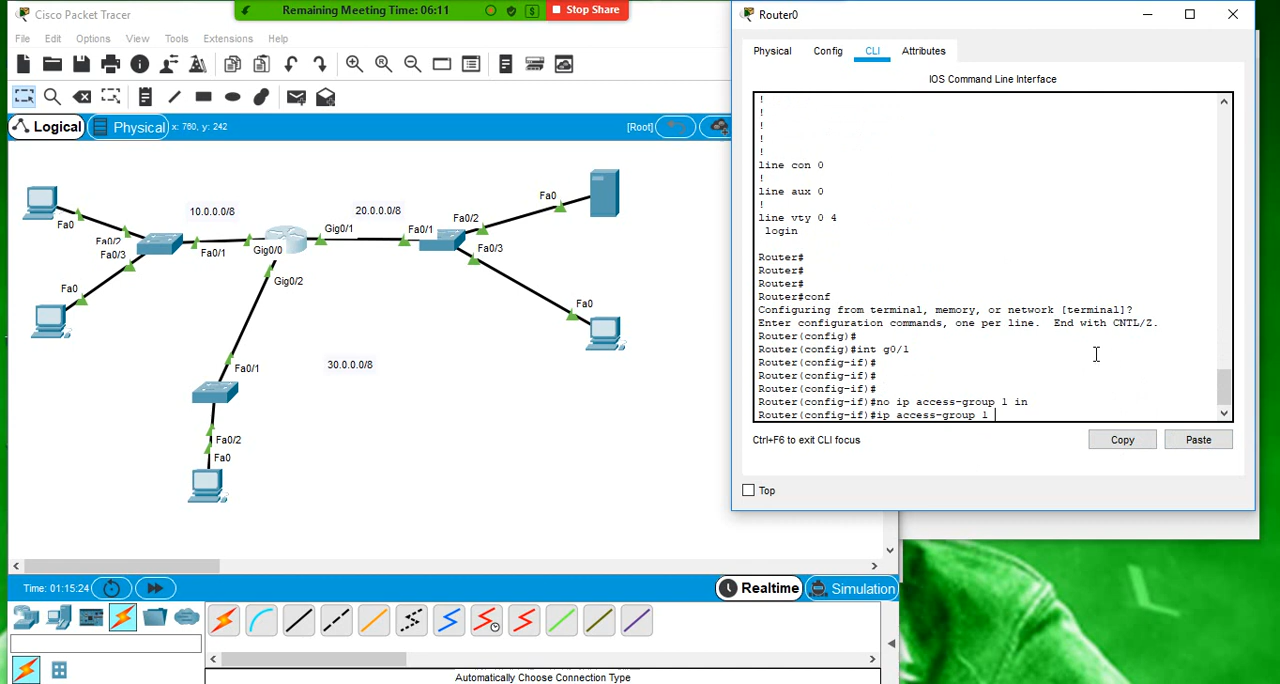 Cisco Packet Tracer
Remaining Meeting Time: 06:11
Stop Share
File Edit Options View Tools Extensions Help
Logical
Physical
x: 760, y: 242
[Root]
10.0.0.0/8
20.0.0.0/8
30.0.0.0/8
Fa0
Fa0/2
Fa0/3
Fa0
Fa0/1
Gig0/0
Gig0/1
Gig0/2
Fa0/1
Fa0/2
Fa0
Fa0/3
Fa0
Fa0/1
Fa0/2
Fa0
Time: 01:15:24
Realtime
Simulation
Automatically Choose Connection Type
Router0
Physical Config CLI Attributes
IOS Command Line Interface
!
!
!
!
!
line con 0
!
line aux 0
!
line vty 0 4
login
Router#
Router#
Router#
Router#conf
Configuring from terminal, memory, or network [terminal]?
Enter configuration commands, one per line. End with CNTL/Z.
Router(config)#
Router(config)#int g0/1
Router(config-if)#
Router(config-if)#
Router(config-if)#
Router(config-if)#no ip access-group 1 in
Router(config-if)#ip access-group 1
Ctrl+F6 to exit CLI focus
Copy
Paste
Top